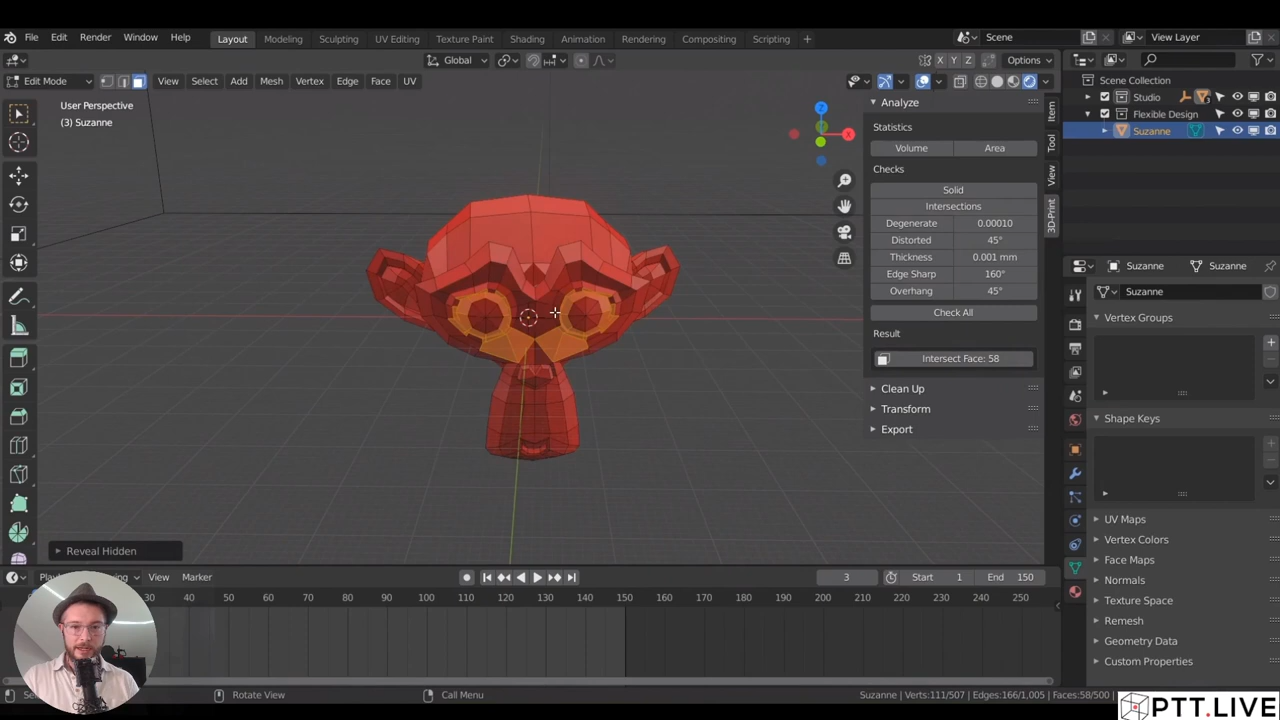 File Edit Render Window Help Layout Modeling Sculpting UV Editing Texture Paint Shading Animation Rendering Compositing Scripting + Scene View Layer
Global X Y Z Options
Edit Mode View Select Add Mesh Vertex Edge Face UV
User Perspective
(3) Suzanne
Z
X
Analyze
Statistics
Volume Area
Checks
Solid
Intersections
Degenerate 0.00010
Distorted 45°
Thickness 0.001 mm
Edge Sharp 160°
Overhang 45°
Check All
Result
Intersect Face: 58
Clean Up
Transform
Export
Item
Tool
View
3D-Print
Scene Collection
Studio
Flexible Design
Suzanne
Suzanne Suzanne
Suzanne
Vertex Groups
Shape Keys
UV Maps
Vertex Colors
Face Maps
Normals
Texture Space
Remesh
Geometry Data
Custom Properties
Reveal Hidden
View Marker 3 Start 1 End 150
30 40 50 60 70 80 90 100 110 120 130 140 150 160 170 180 190 200 210 220 230 240 250
Select Rotate View Call Menu Suzanne | Verts:111/507 | Edges:166/1,005 | Faces:58/500
PTT.LIVE